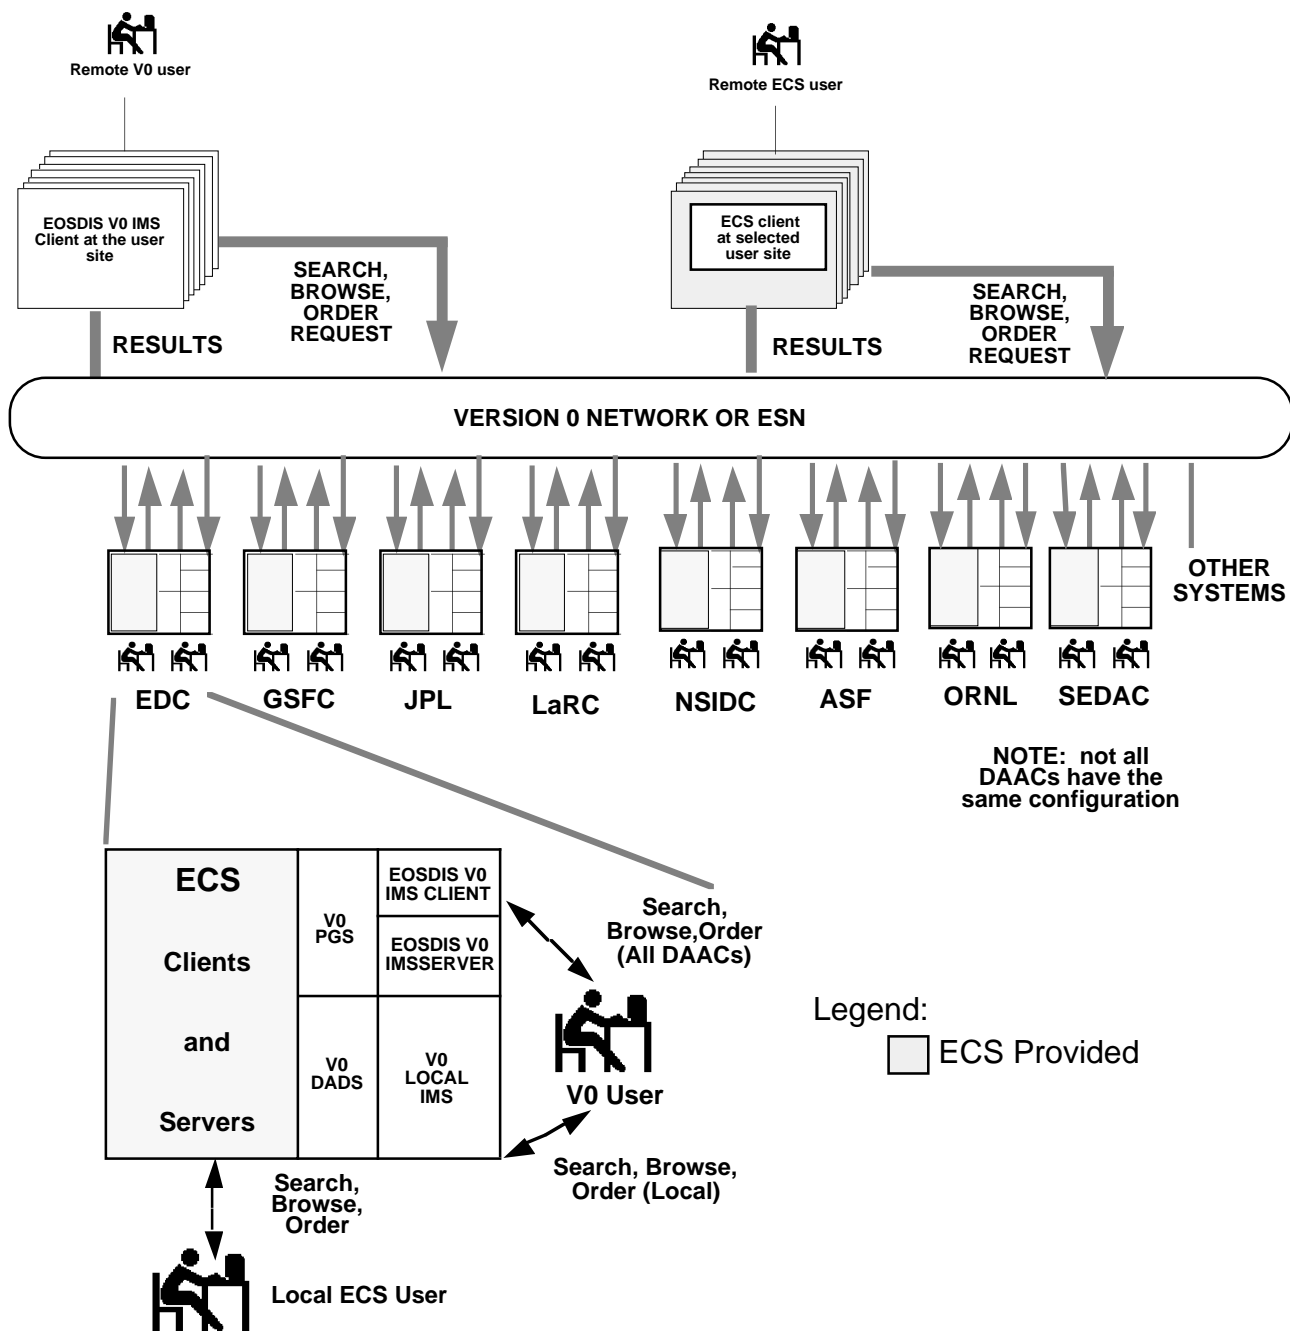 Remote V0 user
Remote ECS user
EOSDIS V0 IMS
Client at the user
site
ECS client
at selected
user site
SEARCH,
BROWSE,
ORDER
REQUEST
RESULTS
SEARCH,
BROWSE,
ORDER
REQUEST
RESULTS
VERSION 0 NETWORK OR ESN
OTHER
SYSTEMS
EDC
GSFC
JPL
LaRC
NSIDC
ASF
ORNL
SEDAC
NOTE: not all
DAACs have the
same configuration
ECS
Clients
and
Servers
V0
PGS
V0
DADS
EOSDIS V0
IMS CLIENT
EOSDIS V0
IMSSERVER
V0
LOCAL
IMS
Search,
Browse,Order
(All DAACs)
V0 User
Search, Browse,
Order (Local)
Legend:
ECS Provided
Search,
Browse,
Order
Local ECS User